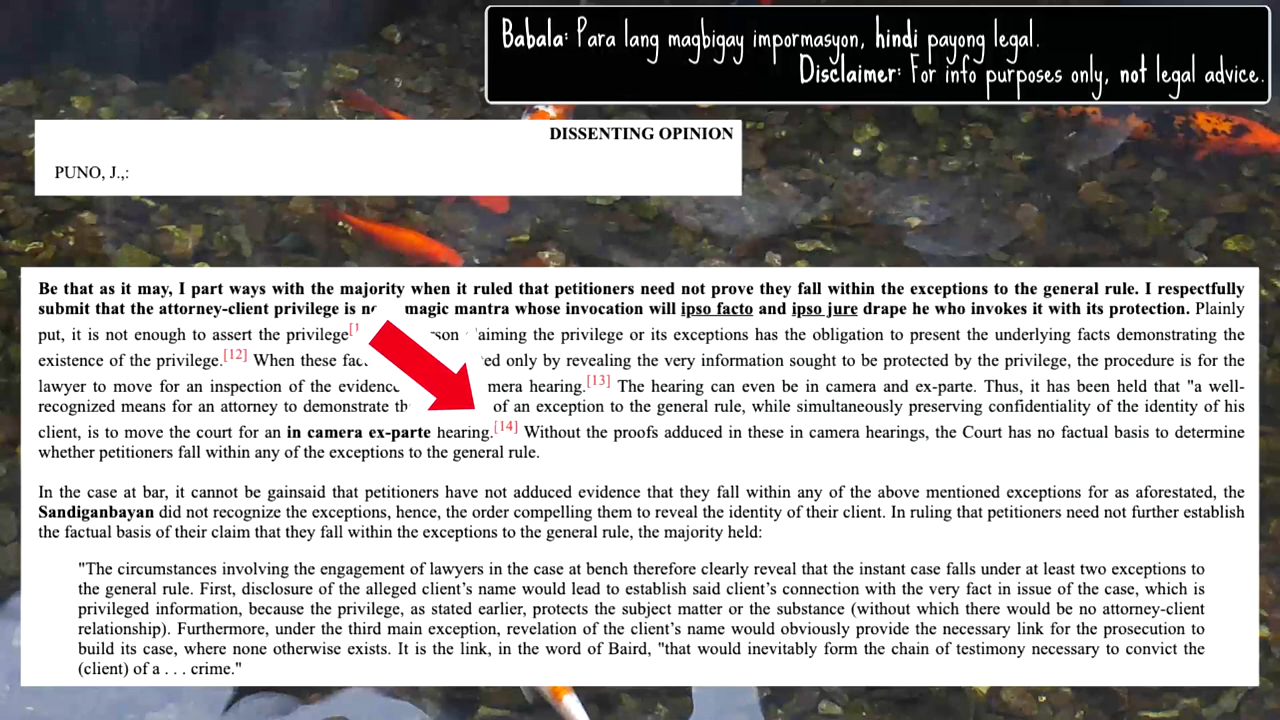 Babala: Para lang magbigay impormasyon, hindi payong legal.
Disclaimer: For info purposes only, not legal advice.
DISSENTING OPINION
PUNO, J.,:
Be that as it may, I part ways with the majority when it ruled that petitioners need not prove they fall within the exceptions to the general rule. I respectfully
submit that the attorney-client privilege is magic mantra whose invocation will ipso facto and ipso jure drape he who invokes it with its protection. Plainly
put, it is not enough to assert the privilege the privilege or its exceptions has the obligation to present the underlying facts demonstrating the
existence of the privilege.[12] When these only by revealing the very information sought to be protected by the privilege, the procedure is for the
lawyer to move for an inspection of the hearing.[13] The hearing can even be in camera and ex-parte. Thus, it has been held that "a well-
recognized means for an attorney to demonstrate of an exception to the general rule, while simultaneously preserving confidentiality of the identity of his
client, is to move the court for an in camera ex-parte hearing.[14] Without the proofs adduced in these in camera hearings, the Court has no factual basis to determine
whether petitioners fall within any of the exceptions to the general rule.
In the case at bar, it cannot be gainsaid that petitioners have not adduced evidence that they fall within any of the above mentioned exceptions for as aforestated, the
Sandiganbayan did not recognize the exceptions, hence, the order compelling them to reveal the identity of their client. In ruling that petitioners need not further establish
the factual basis of their claim that they fall within the exceptions to the general rule, the majority held:
"The circumstances involving the engagement of lawyers in the case at bench therefore clearly reveal that the instant case falls under at least two exceptions to
the general rule. First, disclosure of the alleged client's name would lead to establish said client's connection with the very fact in issue of the case, which is
privileged information, because the privilege, as stated earlier, protects the subject matter or the substance (without which there would be no attorney-client
relationship). Furthermore, under the third main exception, revelation of the client's name would obviously provide the necessary link for the prosecution to
build its case, where none otherwise exists. It is the link, in the word of Baird, "that would inevitably form the chain of testimony necessary to convict the
(client) of a . . . crime."